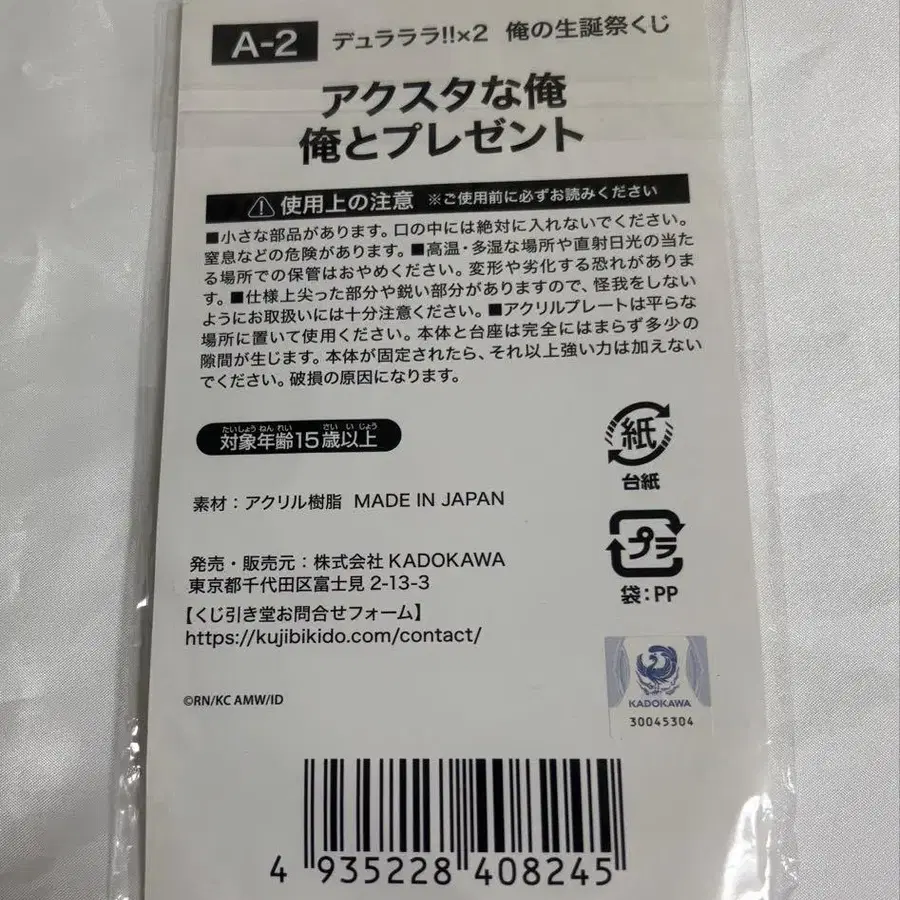 A-2 デュラララ!!×2 俺の生誕祭くじ
アクスタな俺
俺とプレゼント
⚠使用上の注意 ※ご使用前に必ずお読みください
■小さな部品があります。口の中には絶対に入れないでください。
窒息などの危険があります。■高温・多湿な場所や直射日光の当た
る場所での保管はおやめください。変形や劣化する恐れがありま
す。■仕様上尖った部分や鋭い部分がありますので、怪我をしない
ようにお取扱いには十分注意ください。■アクリルプレートは平らな
場所に置いて使用ください。本体と台座は完全にはまらず多少の
隙間が生じます。本体が固定されたら、それ以上強い力は加えない
でください。破損の原因になります。
たいしょうねんれい さいいじょう
対象年齢15歳以上
紙
台紙
素材：アクリル樹脂 MADE IN JAPAN
プラ
袋：PP
発売・販売元：株式会社 KADOKAWA
東京都千代田区富士見 2-13-3
【くじ引き堂お問合せフォーム】
https://kujibikido.com/contact/
KADOKAWA
30045304
©RN/KC AMW/ID
4 935228 408245